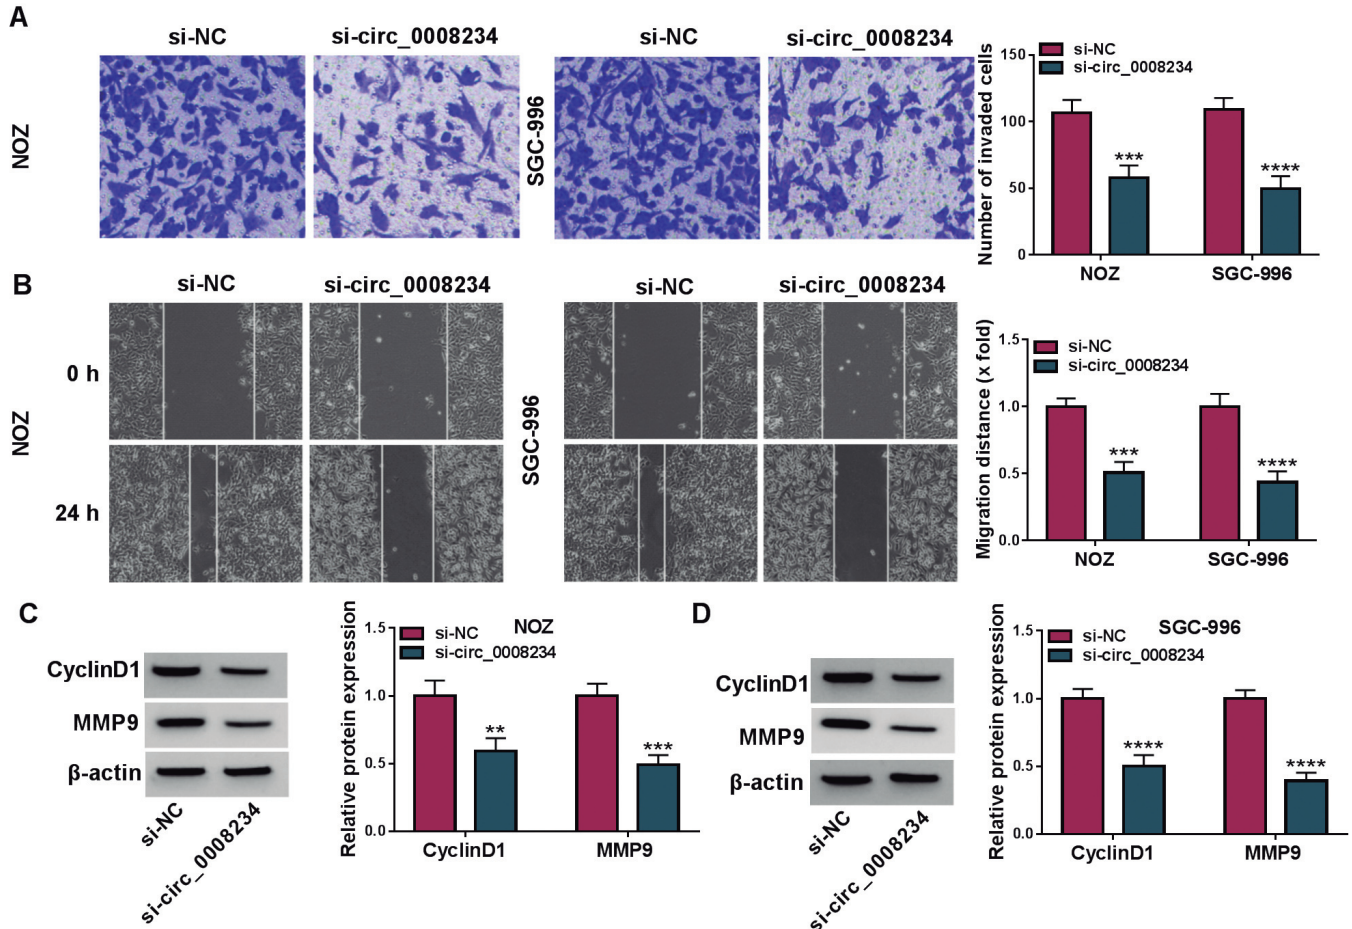 A
si-NC
si-circ_0008234
si-NC
si-circ_0008234
NOZ
SGC-996
Number of invaded cells
150
100
50
0
si-NC
si-circ_0008234
***
****
NOZ
SGC-996
B
si-NC
si-circ_0008234
si-NC
si-circ_0008234
0 h
24 h
NOZ
SGC-996
Migration distance (x fold)
1.5
1.0
0.5
0.0
si-NC
si-circ_0008234
***
****
NOZ
SGC-996
C
CyclinD1
MMP9
β-actin
si-NC
si-circ_0008234
Relative protein expression
1.5
1.0
0.5
0.0
NOZ
si-NC
si-circ_0008234
**
***
CyclinD1
MMP9
D
CyclinD1
MMP9
β-actin
si-NC
si-circ_0008234
Relative protein expression
1.5
1.0
0.5
0.0
SGC-996
si-NC
si-circ_0008234
****
****
CyclinD1
MMP9